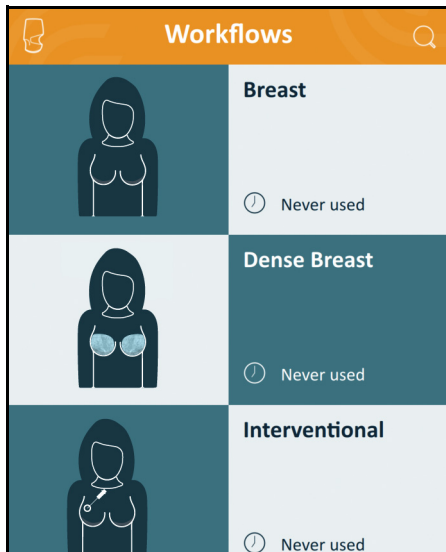 Workflows
Breast
Never used
Dense Breast
Never used
Interventional
Never used